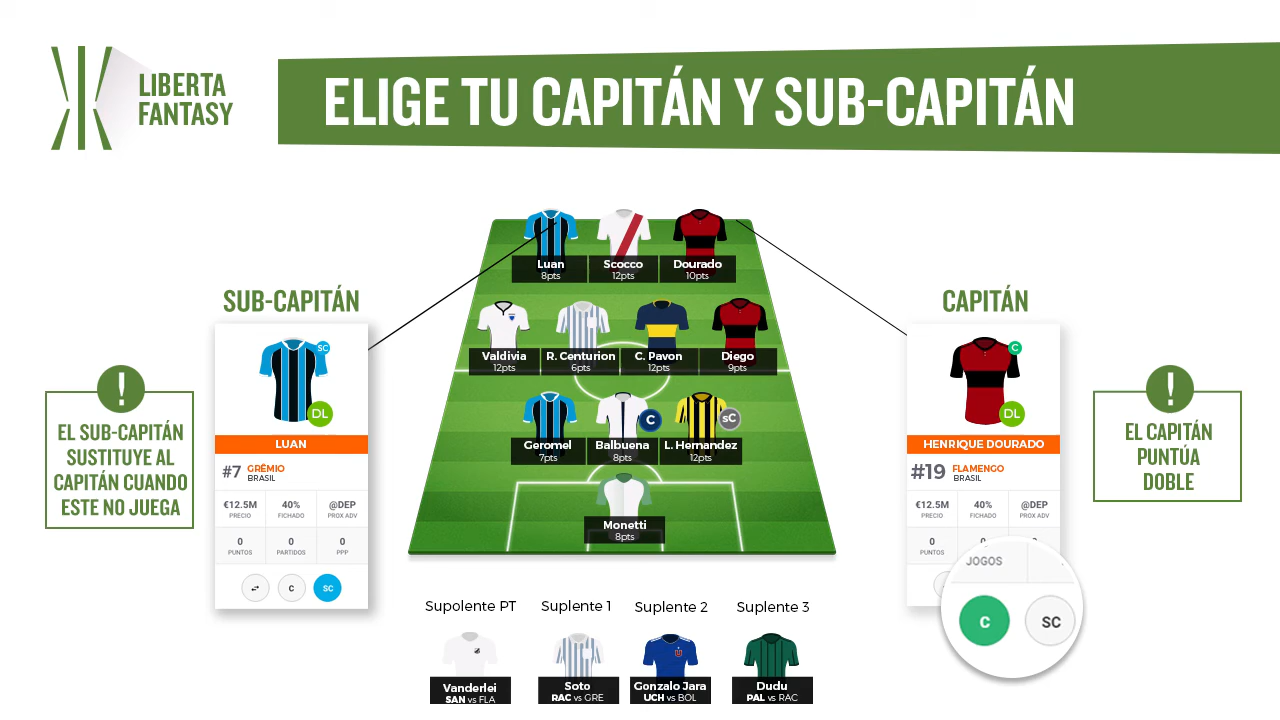 LIBERTA
FANTASY
ELIGE TU CAPITÁN Y SUB-CAPITÁN
SUB-CAPITÁN
SC
DL
LUAN
#7 GRÊMIO
BRASIL
€12.5M 40% @DEP
PRECIO FICHADO PROX ADV
0 0 0
PUNTOS PARTIDOS PPP
C SC
!
EL SUB-CAPITÁN
SUSTITUYE AL
CAPITÁN CUANDO
ESTE NO JUEGA
Luan Scocco Dourado
8pts 12pts 10pts
Valdivia R. Centurion C. Pavon Diego
12pts 6pts 12pts 9pts
C sC
Geromel Balbuena L. Hernandez
7pts 8pts 12pts
Monetti
8pts
Supolente PT Suplente 1 Suplente 2 Suplente 3
Vanderlei Soto Gonzalo Jara Dudu
SAN vs FLA RAC vs GRE UCH vs BOL PAL vs RAC
CAPITÁN
C
DL
HENRIQUE DOURADO
#19 FLAMENGO
BRASIL
€12.5M 40% @DEP
PRECIO FICHADO PROX ADV
0 0 0
PUNTOS
JOGOS
C SC
!
EL CAPITÁN
PUNTÚA
DOBLE